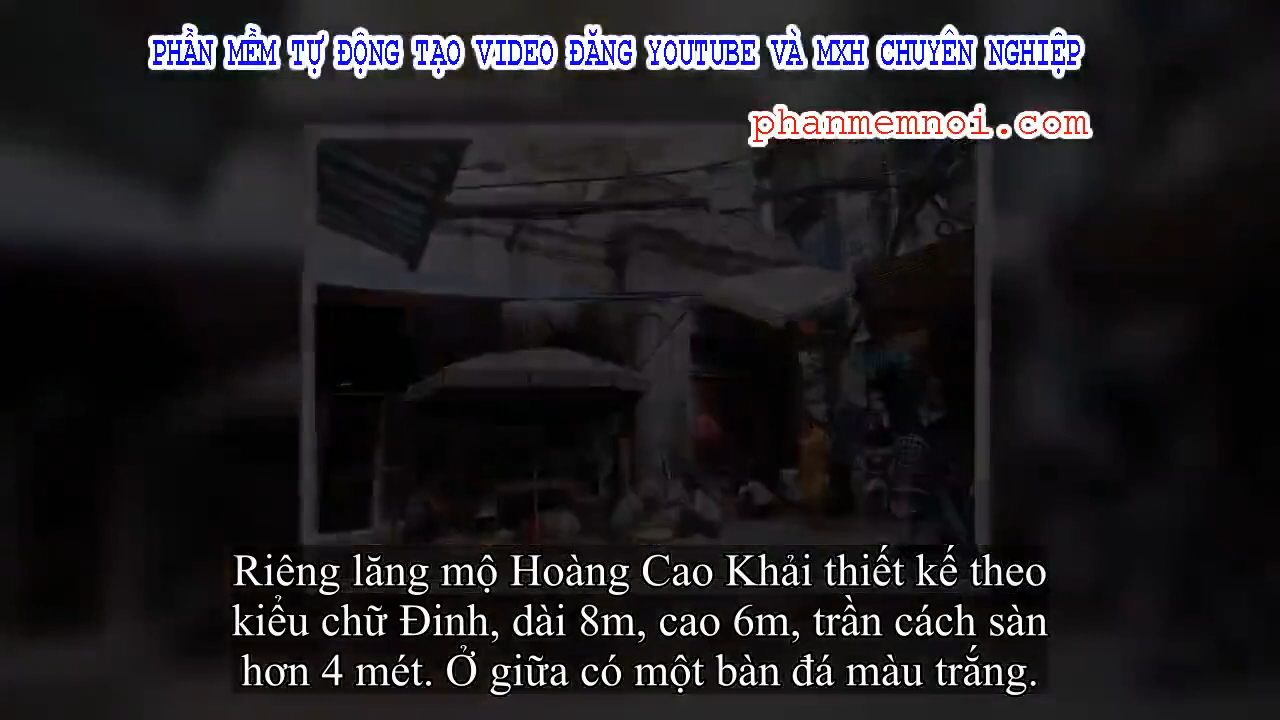 PHẦN MỀM TỰ ĐỘNG TẠO VIDEO ĐĂNG YOUTUBE VÀ MXH CHUYÊN NGHIỆP
phanmemnoi.com
Riêng lăng mộ Hoàng Cao Khải thiết kế theo
kiểu chữ Đinh, dài 8m, cao 6m, trần cách sàn
hơn 4 mét. Ở giữa có một bàn đá màu trắng.